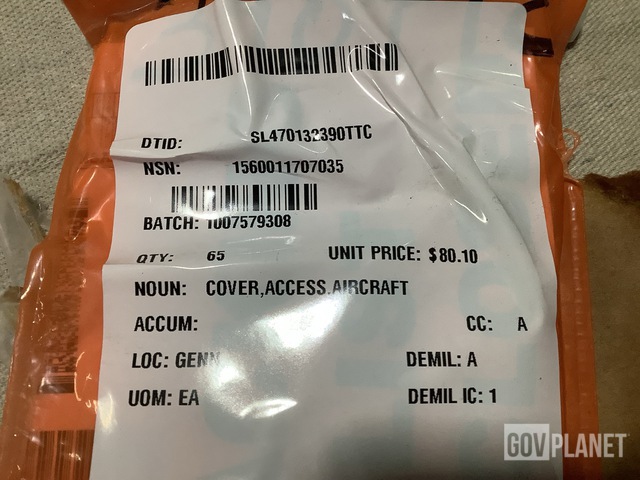 DTID: SL470132390TTC
NSN: 1560011707035
BATCH: 1007579308
QTY: 65 UNIT PRICE: $80.10
NOUN: COVER,ACCESS.AIRCRAFT
ACCUM: CC: A
LOC: GENN DEMIL: A
UOM: EA DEMIL IC: 1
GOVPLANET